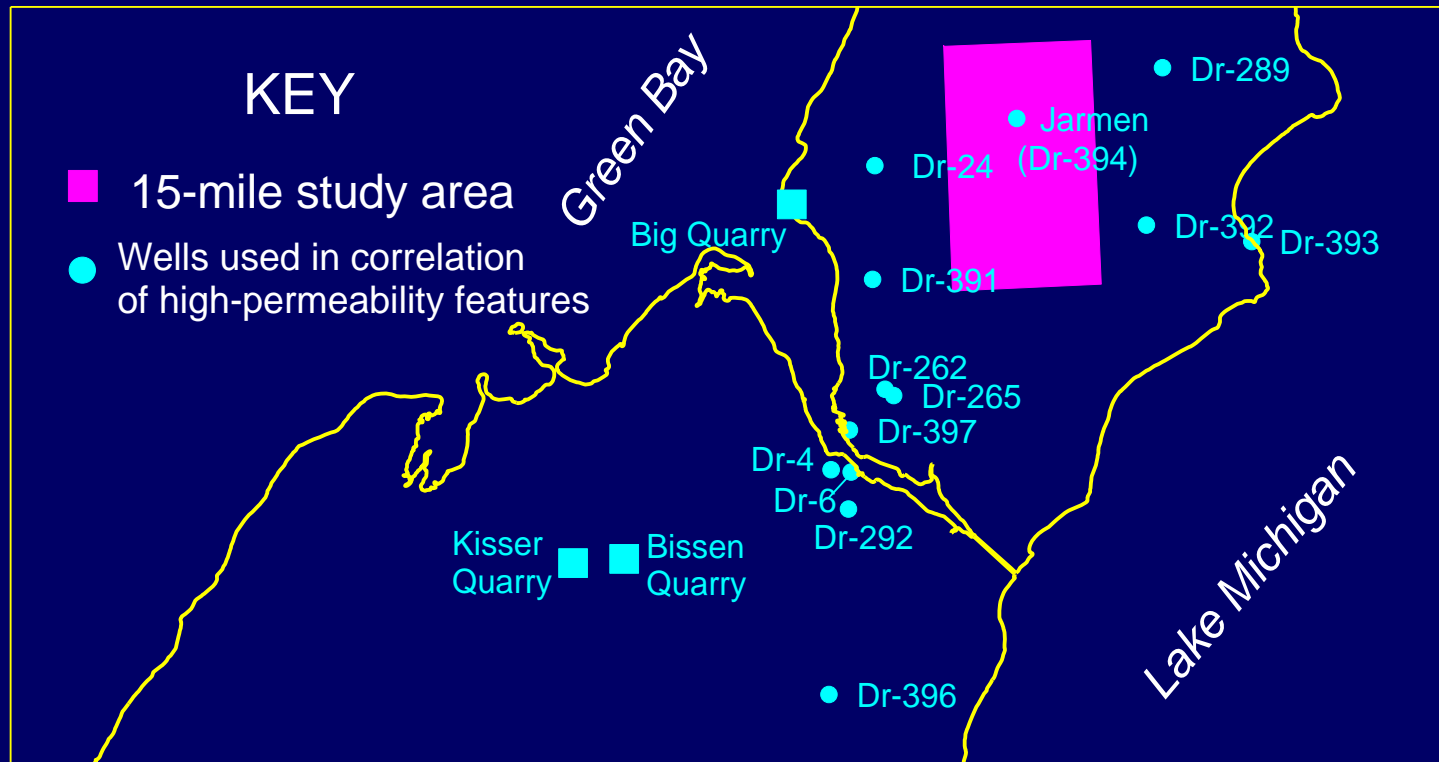 KEY
15-mile study area
Wells used in correlation
of high-permeability features
Green Bay
Big Quarry
Dr-289
Jarmen
(Dr-394)
Dr-24
Dr-392
Dr-393
Dr-391
Dr-262
Dr-265
Dr-397
Dr-4
Dr-6
Dr-292
Kisser
Quarry
Bissen
Quarry
Dr-396
Lake Michigan